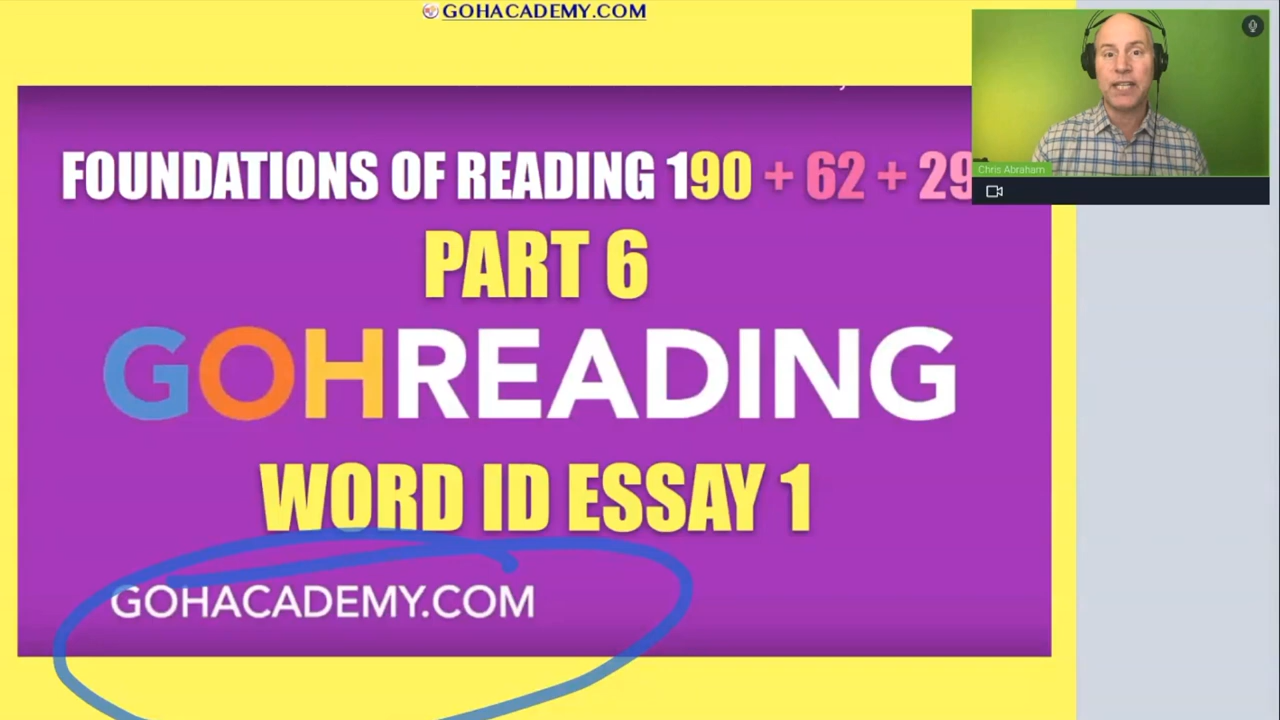 GOHACADEMY.COM
FOUNDATIONS OF READING 190 + 62 + 29
PART 6
GOHREADING
WORD ID ESSAY 1
GOHACADEMY.COM
Chris Abraham